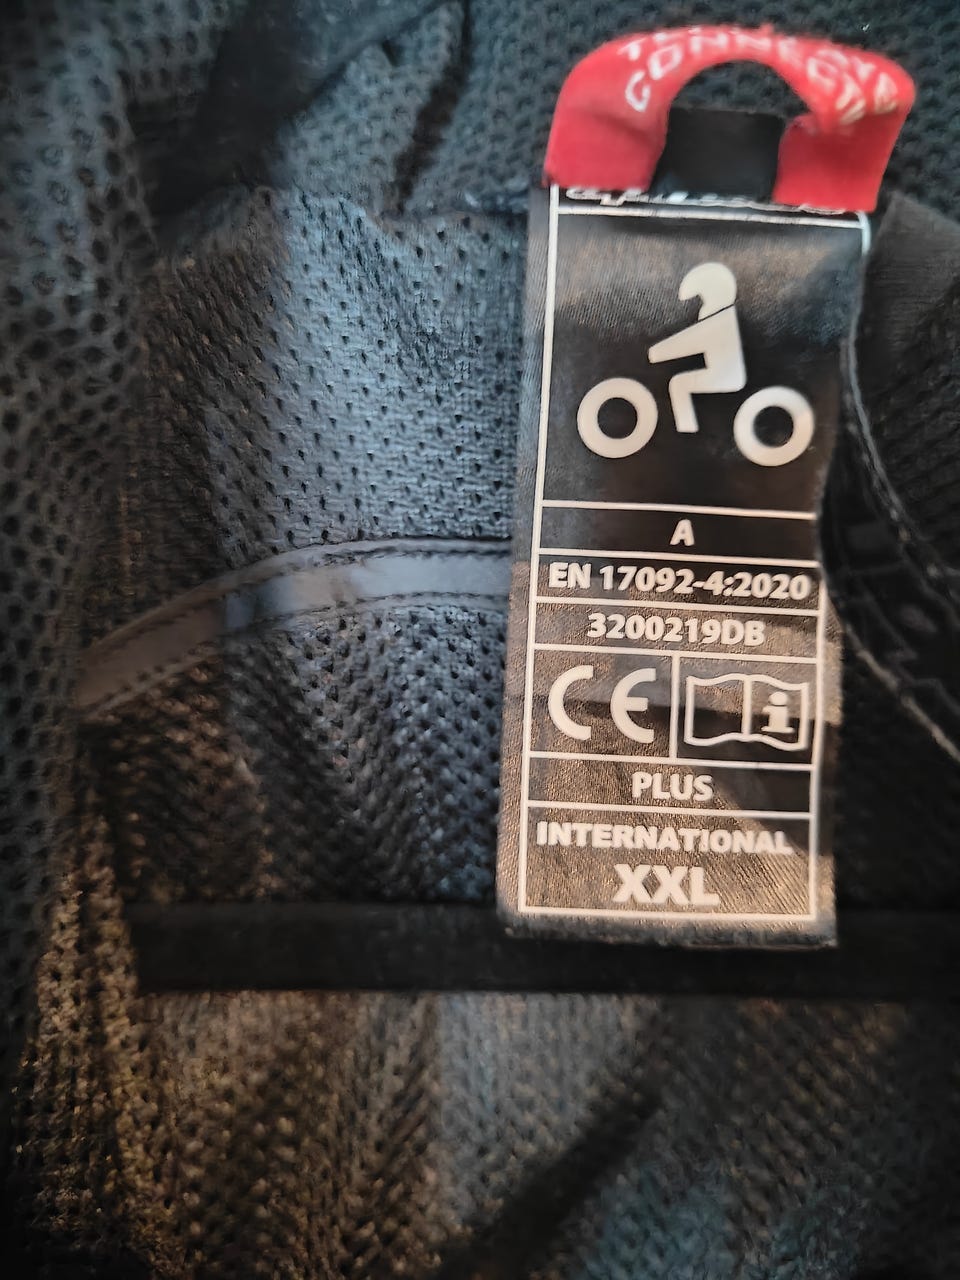 A
EN 17092-4:2020
3200219DB
CE
i
PLUS
INTERNATIONAL
XXL